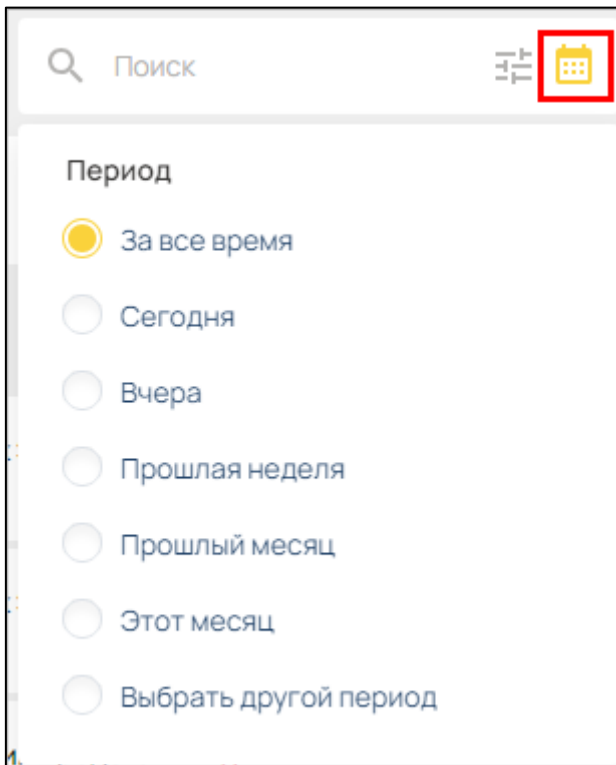 Поиск
Период
За все время
Сегодня
Вчера
Прошлая неделя
Прошлый месяц
Этот месяц
Выбрать другой период